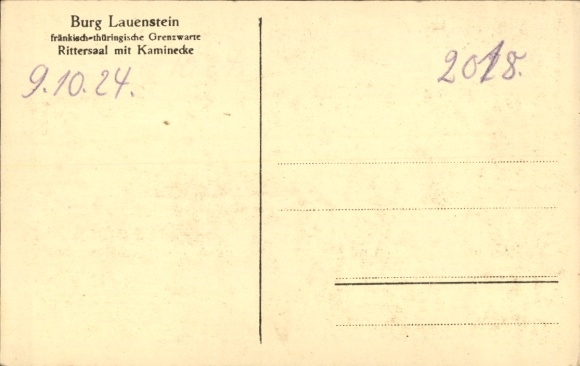 Burg Lauenstein
fränkisch-thüringische Grenzwarte
Rittersaal mit Kaminecke
9.10.24.
2018.